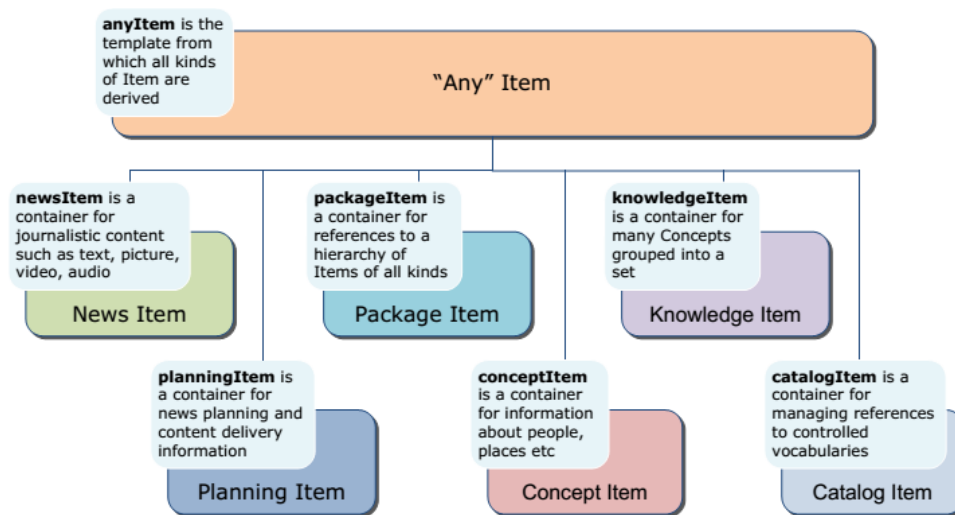 anyItem is the
template from
which all kinds
of Item are
derived
“Any” Item
newsItem is a
container for
journalistic content
such as text, picture,
video, audio
News Item
packageItem is
a container for
references to a
hierarchy of
Items of all kinds
Package Item
knowledgeItem
is a container for
many Concepts
grouped into a
set
Knowledge Item
planningItem is
a container for
news planning and
content delivery
information
Planning Item
conceptItem
is a container
for information
about people,
places etc
Concept Item
catalogItem is a
container for
managing references
to controlled
vocabularies
Catalog Item